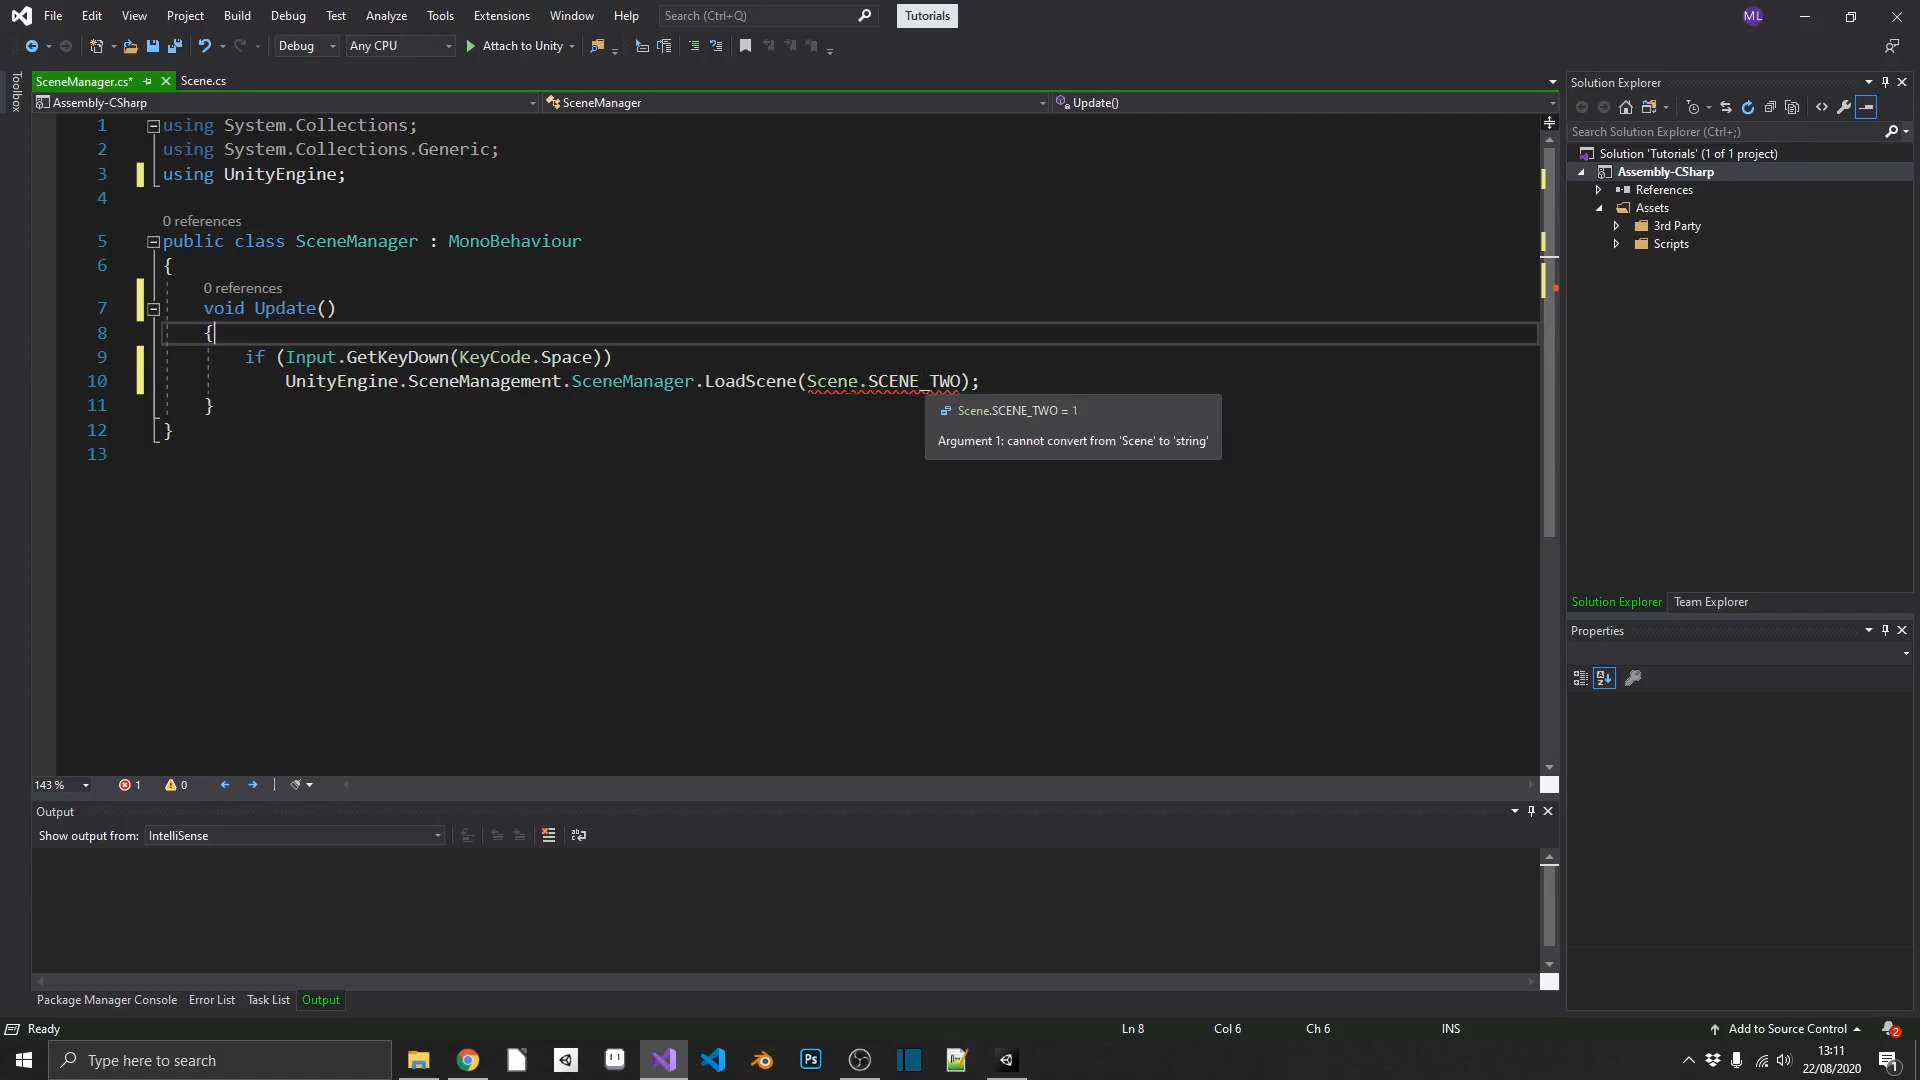 File Edit View Project Build Debug Test Analyze Tools Extensions Window Help Search (Ctrl+Q) Tutorials ML
Debug Any CPU Attach to Unity
Toolbox
SceneManager.cs* Scene.cs
Assembly-CSharp SceneManager Update()
1 using System.Collections;
2 using System.Collections.Generic;
3 using UnityEngine;
4
0 references
5 public class SceneManager : MonoBehaviour
6 {
0 references
7 void Update()
8 {
9 if (Input.GetKeyDown(KeyCode.Space))
10 UnityEngine.SceneManagement.SceneManager.LoadScene(Scene.SCENE_TWO);
11 }
12 }
13
Scene.SCENE_TWO = 1
Argument 1: cannot convert from 'Scene' to 'string'
143 % 1 0
Output
Show output from: IntelliSense
Package Manager Console Error List Task List Output
Solution Explorer
Search Solution Explorer (Ctrl+;)
Solution 'Tutorials' (1 of 1 project)
Assembly-CSharp
References
Assets
3rd Party
Scripts
Solution Explorer Team Explorer
Properties
Ready Ln 8 Col 6 Ch 6 INS Add to Source Control 2
Type here to search Ps 13:11
22/08/2020 1